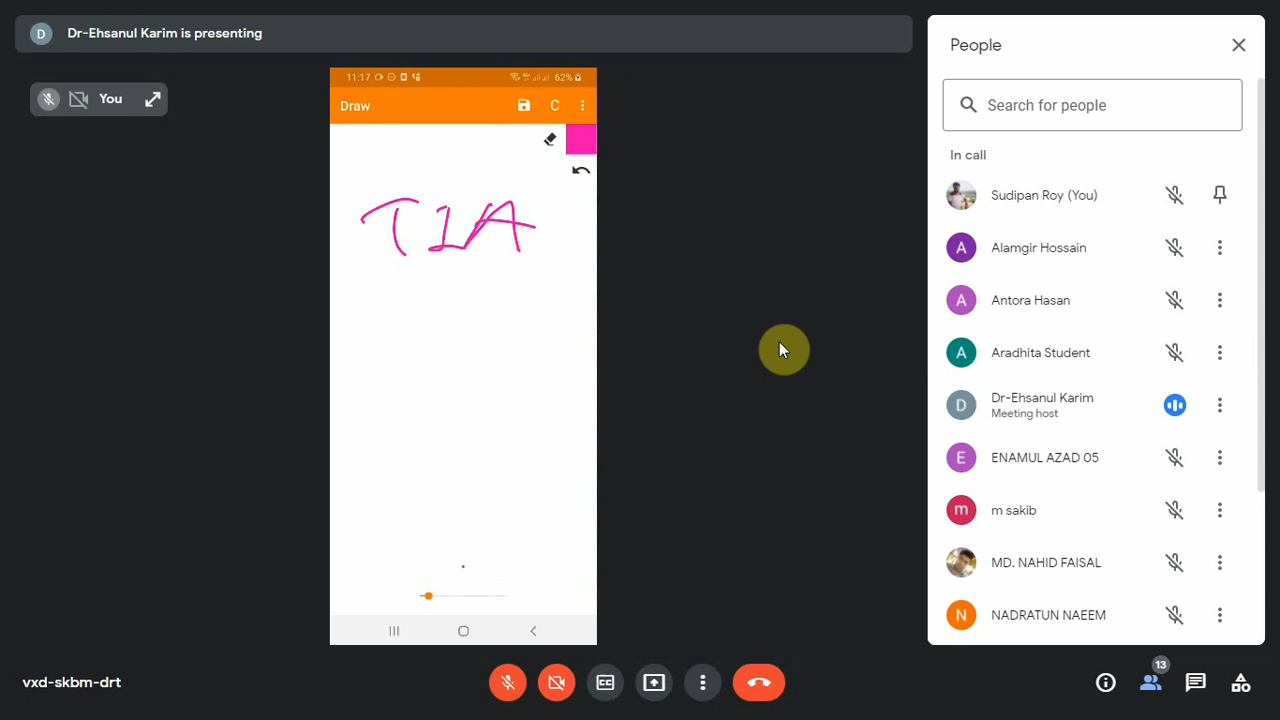 D Dr-Ehsanul Karim is presenting
You
11:17 62%
Draw C
TIA
People
Search for people
In call
Sudipan Roy (You)
A Alamgir Hossain
A Antora Hasan
A Aradhita Student
D Dr-Ehsanul Karim
Meeting host
E ENAMUL AZAD 05
m m sakib
MD. NAHID FAISAL
N NADRATUN NAEEM
vxd-skbm-drt
CC
13